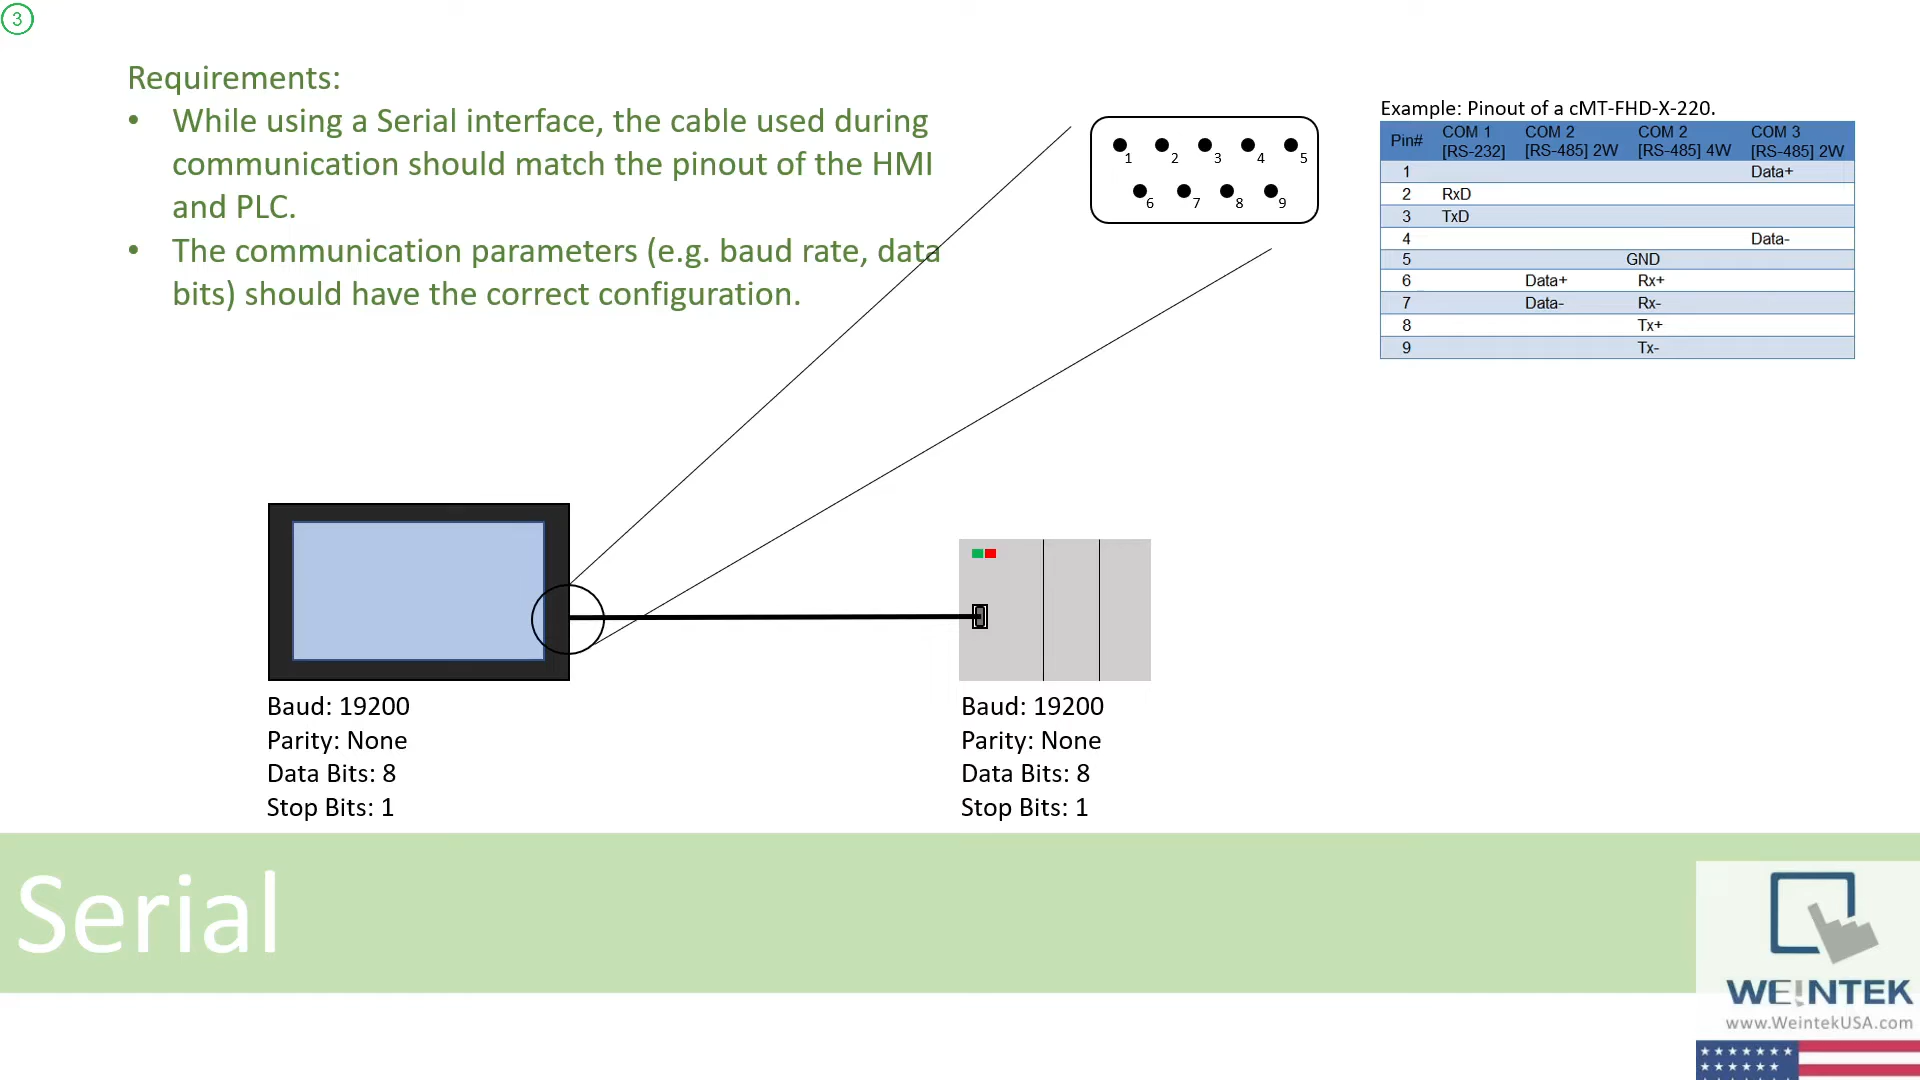 3
Requirements:
• While using a Serial interface, the cable used during
communication should match the pinout of the HMI
and PLC.
• The communication parameters (e.g. baud rate, data
bits) should have the correct configuration.
1 2 3 4 5
6 7 8 9
Example: Pinout of a cMT-FHD-X-220.
Pin# COM 1 [RS-232] COM 2 [RS-485] 2W COM 2 [RS-485] 4W COM 3 [RS-485] 2W
1 Data+
2 RxD
3 TxD
4 Data-
5 GND
6 Data+ Rx+
7 Data- Rx-
8 Tx+
9 Tx-
Baud: 19200
Parity: None
Data Bits: 8
Stop Bits: 1
Baud: 19200
Parity: None
Data Bits: 8
Stop Bits: 1
Serial
WEINTEK
www.WeintekUSA.com